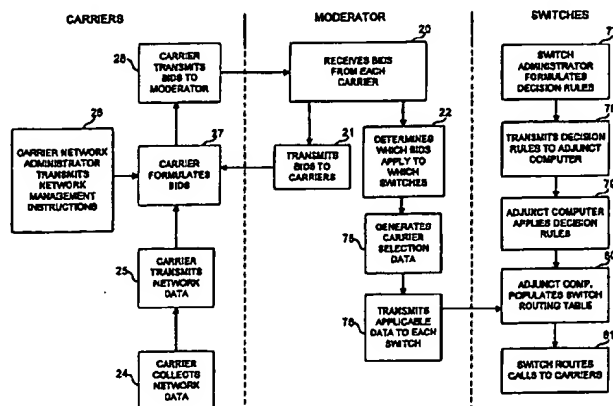 CARRIERS
MODERATOR
SWITCHES
28
CARRIER
TRANSMITS
BIDS TO
MODERATOR
20
RECEIVES BIDS
FROM EACH
CARRIER
77
SWITCH
ADMINISTRATOR
FORMULATES
DECISION RULES
26
CARRIER NETWORK
ADMINISTRATOR
TRANSMITS
NETWORK
MANAGEMENT
INSTRUCTIONS
27
CARRIER
FORMULATES
BIDS
21
TRANSMITS
BIDS TO CARRIERS
22
DETERMINES
WHICH BIDS
APPLY TO
WHICH SWITCHES
TRANSMITS DECISION
RULES TO ADJUNCT
COMPUTER
ADJUNCT COMPUTER
APPLIES DECISION
RULES
25
CARRIER
TRANSMITS
NETWORK
DATA
75
GENERATES
CARRIER
SELECTION
DATA
ADJUNCT COMP.
POPULATES SWITCH
ROUTING TABLE
24
CARRIER
COLLECTS
NETWORK
DATA
76
TRANSMITS
APPLICABLE
DATA TO EACH
SWITCH
81
SWITCH ROUTES
CALLS TO CARRIERS